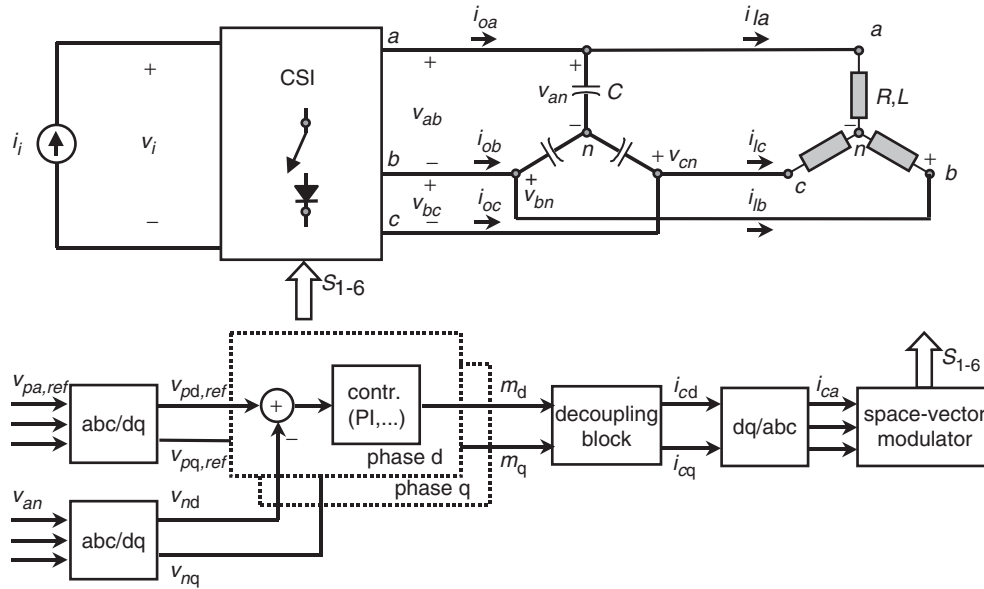 i_oa
i_la
a
a
+
+
CSI
+
v_an
C
R,L
i_i
v_i
v_ab
−
−
n
i_ob
i_lc
b
−
+
v_cn
n
+
b
c
−
+
v_bc
i_oc
+
v_bn
i_lb
c
−
S_1-6
v_pa,ref
v_pd,ref
contr.
(PI,...)
m_d
i_cd
i_ca
S_1-6
abc/dq
+
−
decoupling
block
dq/abc
space-vector
modulator
v_pq,ref
phase d
m_q
i_cq
phase q
v_an
v_nd
abc/dq
v_nq